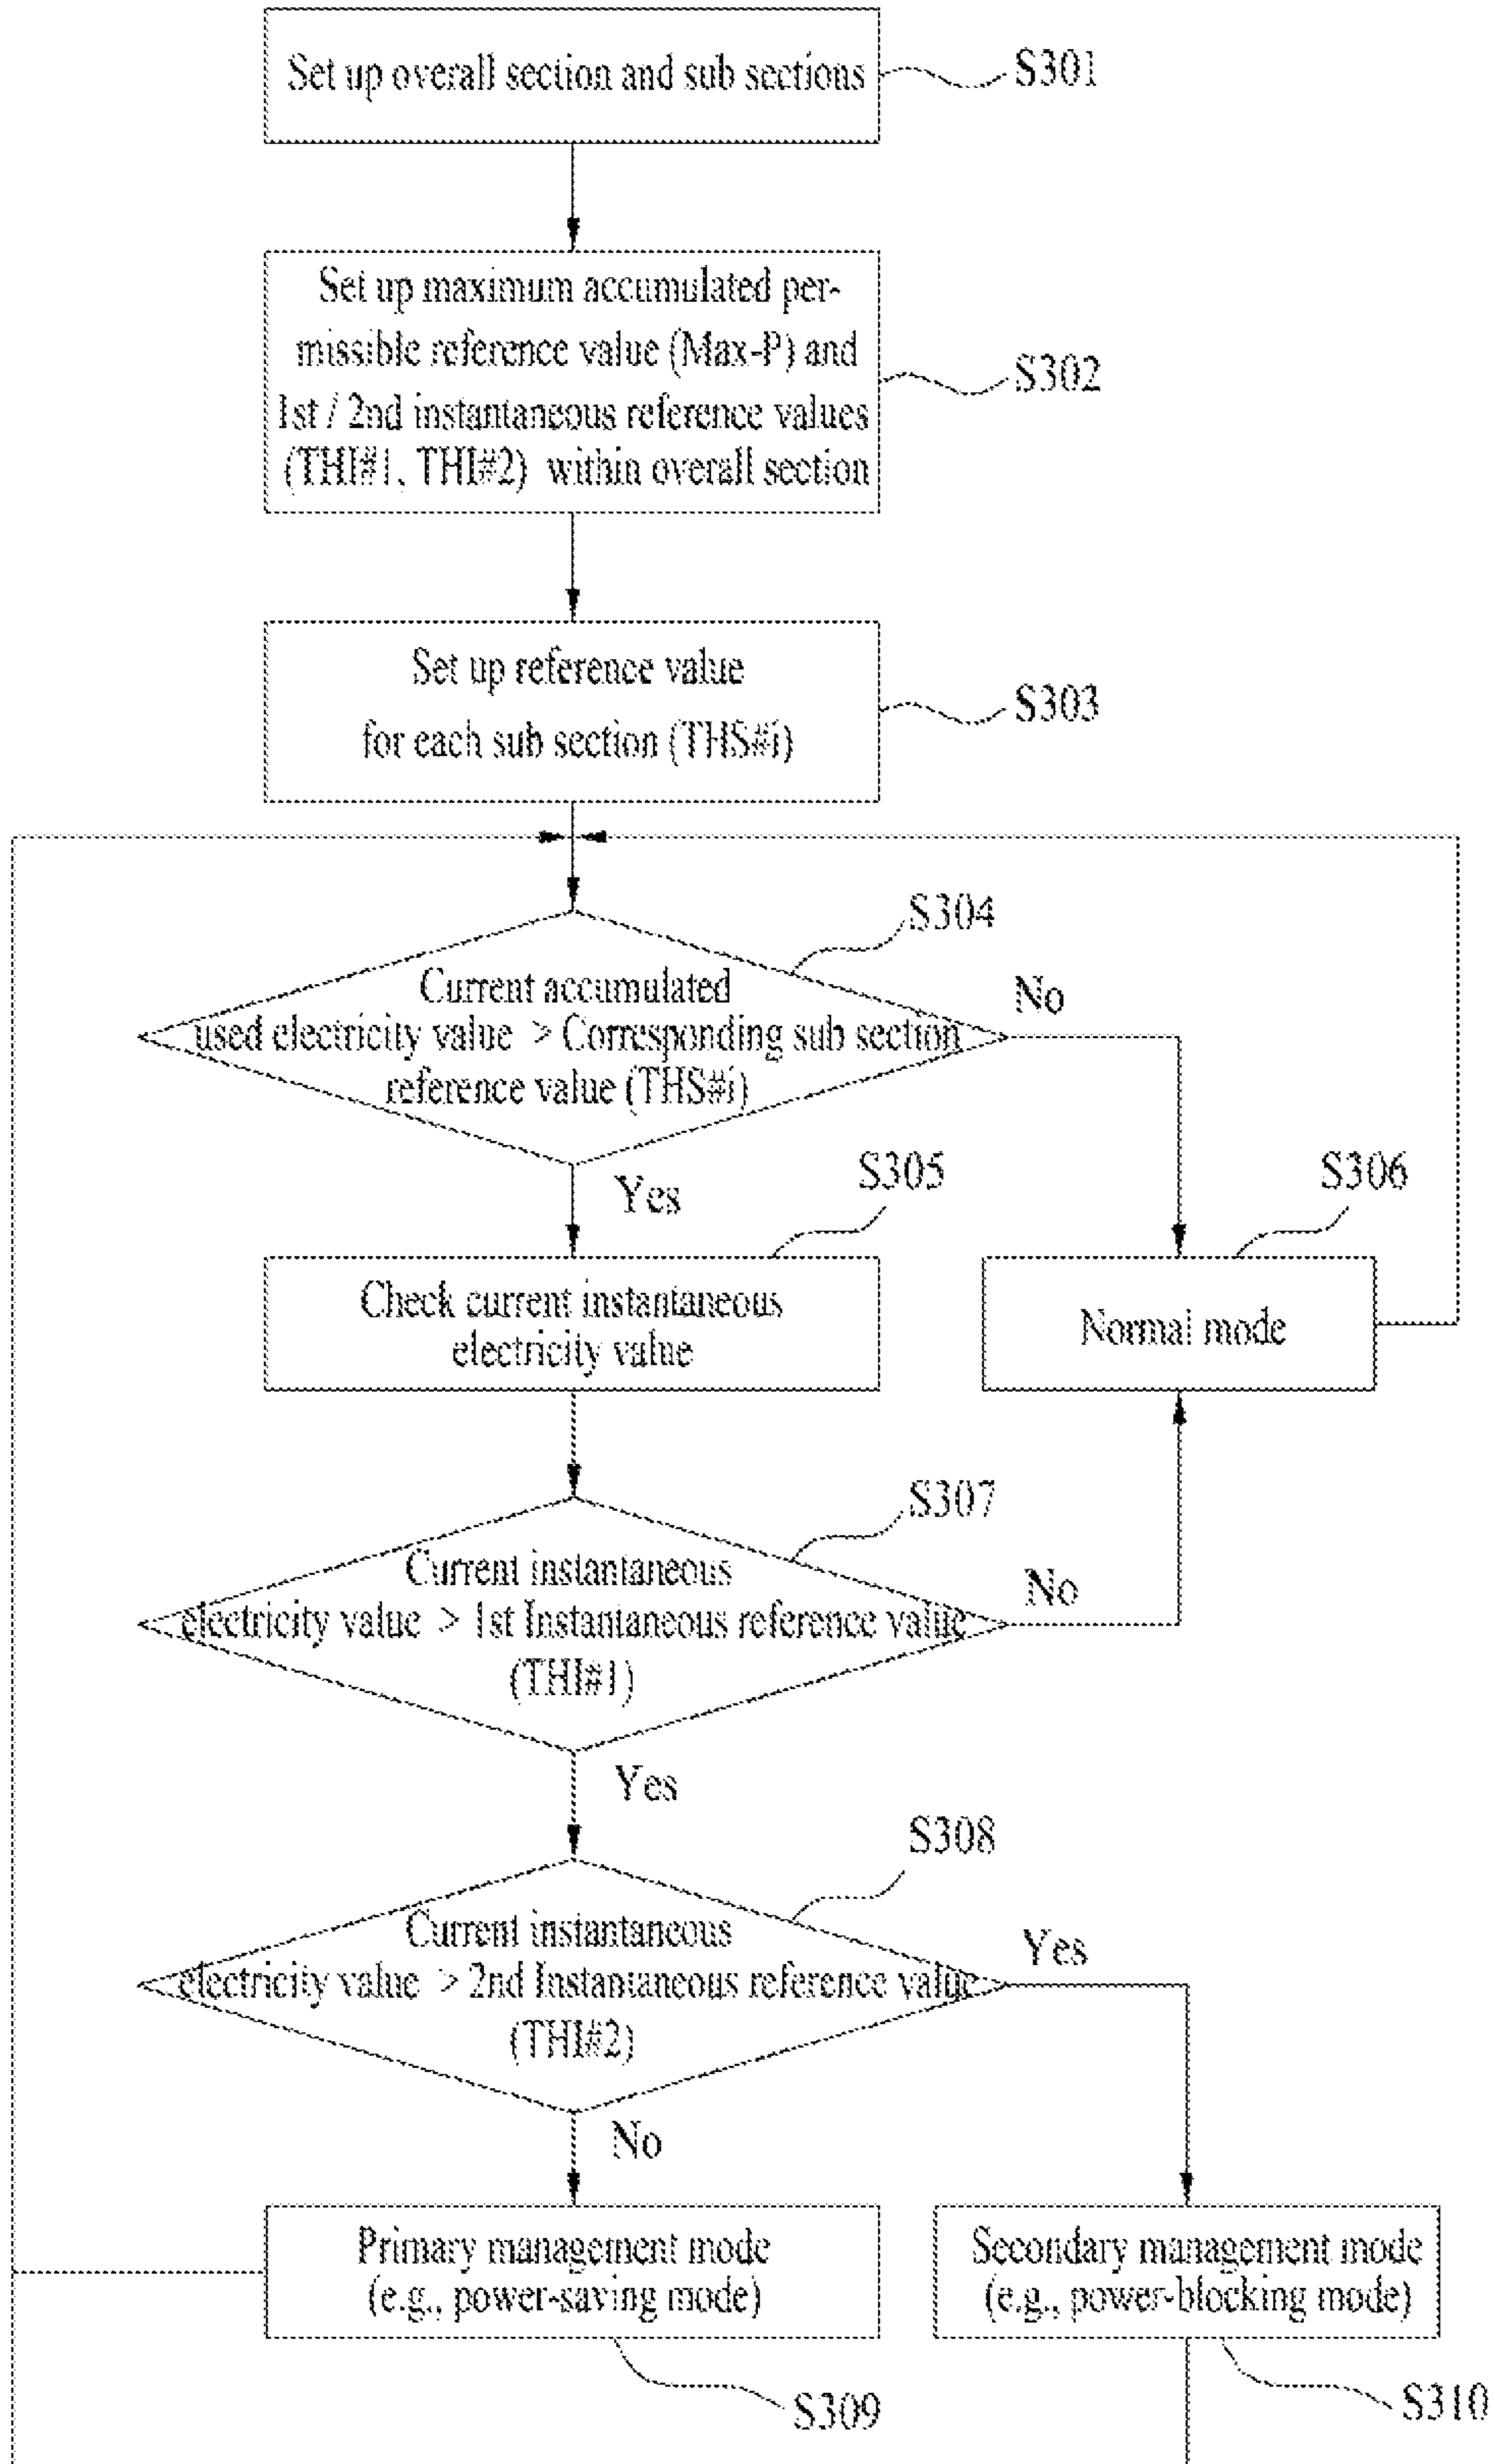 Set up overall section and sub sections
S301
Set up maximum accumulated per-
missible reference value (Max-P) and
1st / 2nd instantaneous reference values
(THI#1, THI#2) within overall section
S302
Set up reference value
for each sub section (THS#i)
S303
S304
Current accumulated
used electricity value > Corresponding sub section
reference value (THS#i)
No
Yes
S305
S306
Check current instantaneous
electricity value
Normal mode
S307
Current instantaneous
electricity value > 1st Instantaneous reference value
(THI#1)
No
Yes
S308
Current instantaneous
electricity value > 2nd Instantaneous reference value
(THI#2)
Yes
No
Primary management mode
(e.g., power-saving mode)
Secondary management mode
(e.g., power-blocking mode)
S309
S310